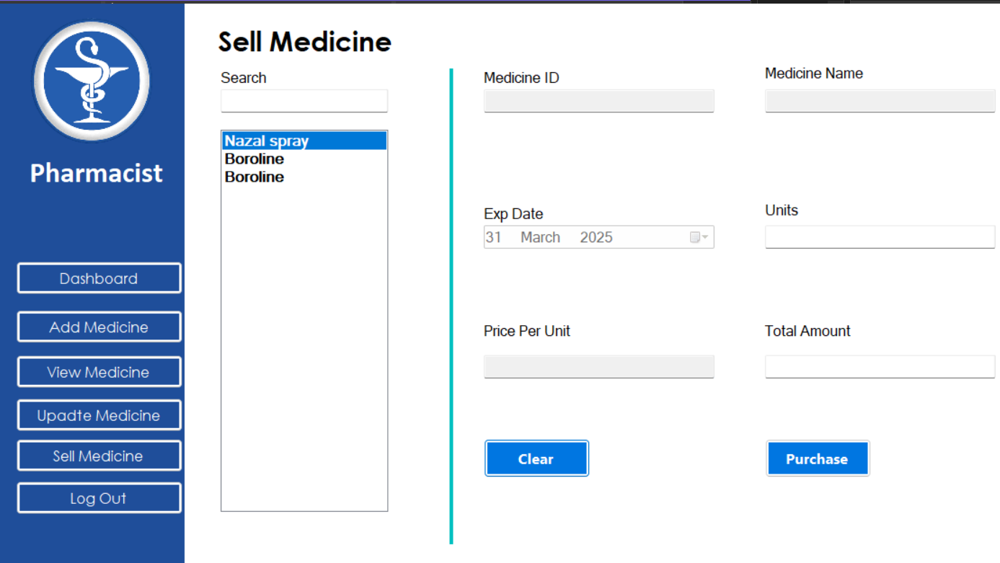 Pharmacist
Dashboard
Add Medicine
View Medicine
Upadte Medicine
Sell Medicine
Log Out
Sell Medicine
Search
Nazal spray
Boroline
Boroline
Medicine ID
Medicine Name
Exp Date
31 March 2025
Units
Price Per Unit
Total Amount
Clear
Purchase